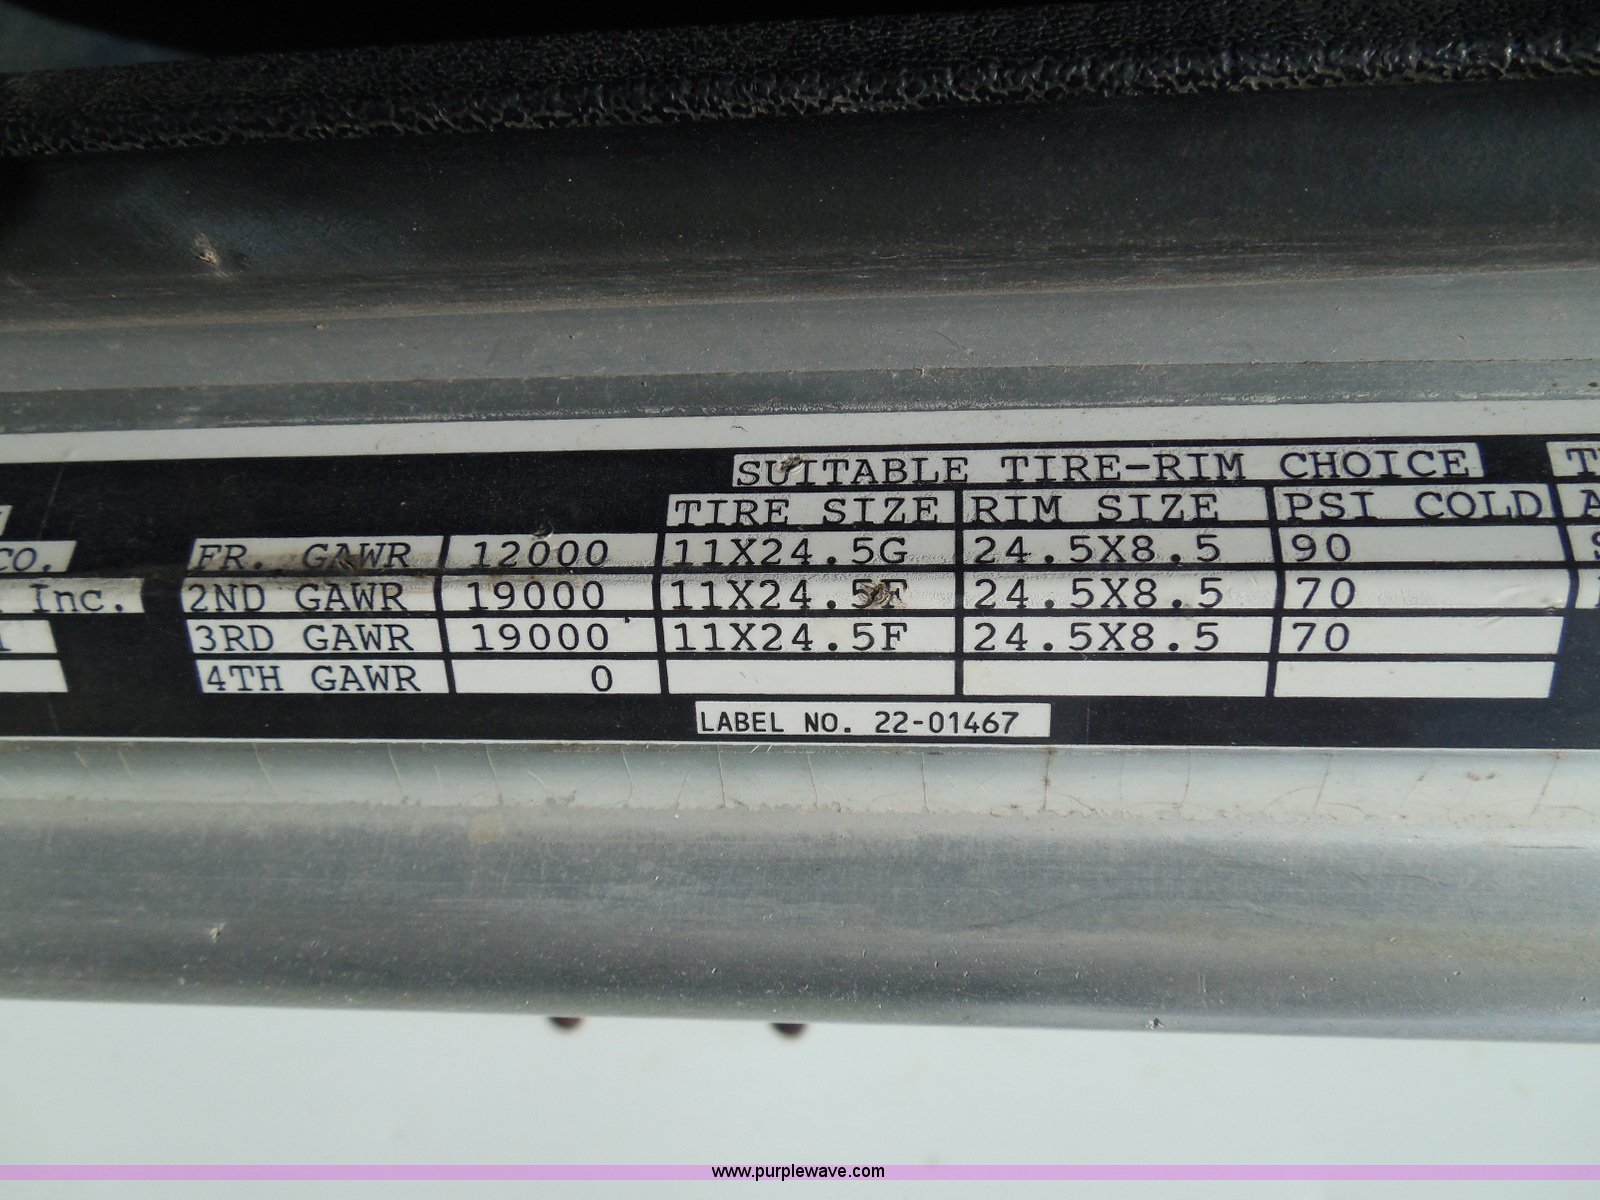 SUITABLE TIRE-RIM CHOICE
TIRE SIZE RIM SIZE PSI COLD
CO. FR. GAWR 12000 11X24.5G 24.5X8.5 90
Inc. 2ND GAWR 19000 11X24.5F 24.5X8.5 70
3RD GAWR 19000 11X24.5F 24.5X8.5 70
4TH GAWR 0
LABEL NO. 22-01467
www.purplewave.com